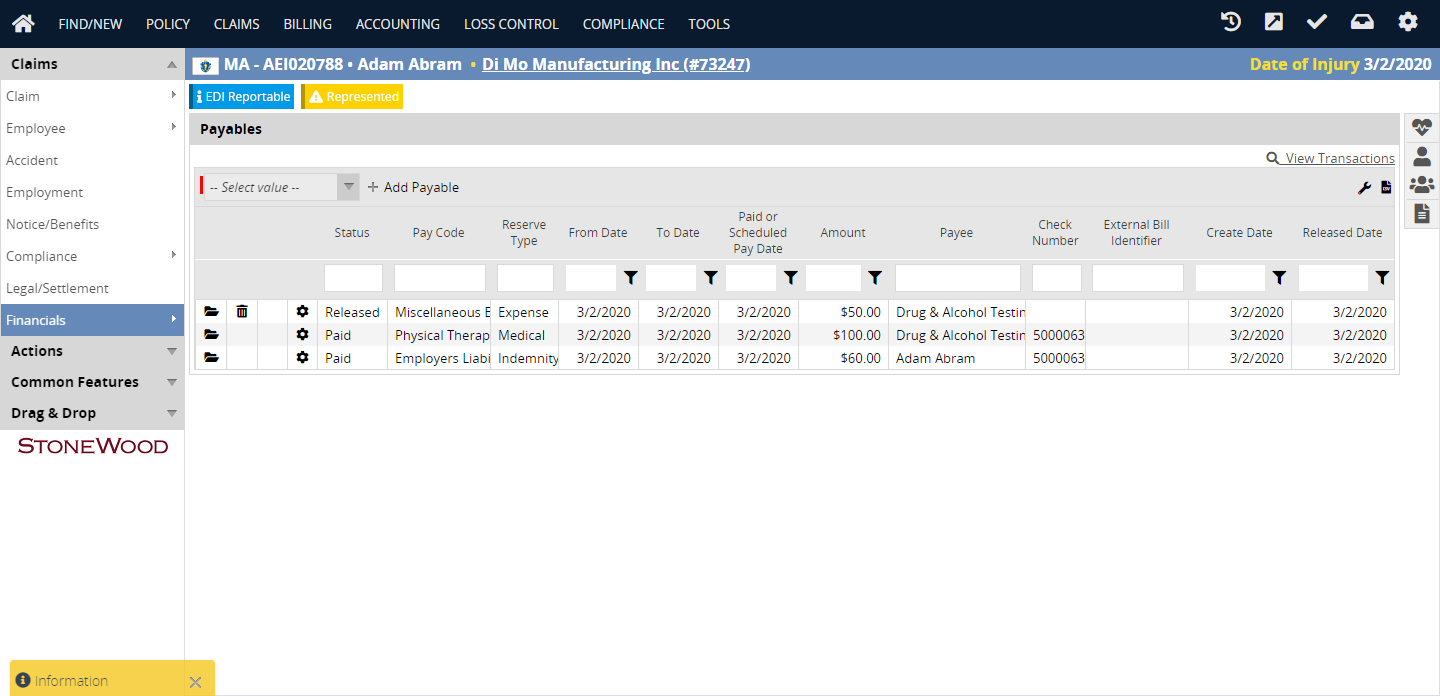 FIND/NEW POLICY CLAIMS BILLING ACCOUNTING LOSS CONTROL COMPLIANCE TOOLS
Claims
MA - AEI020788 • Adam Abram • Di Mo Manufacturing Inc (#73247) Date of Injury 3/2/2020
Claim
Employee
Accident
Employment
Notice/Benefits
Compliance
Legal/Settlement
Financials
Actions
Common Features
Drag & Drop
STONEWOOD
EDI Reportable Represented
Payables
View Transactions
-- Select value -- Add Payable
Status Pay Code Reserve Type From Date To Date Paid or Scheduled Pay Date Amount Payee Check Number External Bill Identifier Create Date Released Date
Released Miscellaneous E Expense 3/2/2020 3/2/2020 3/2/2020 $50.00 Drug & Alcohol Testin 3/2/2020 3/2/2020
Paid Physical Therap Medical 3/2/2020 3/2/2020 3/2/2020 $100.00 Drug & Alcohol Testin 5000063 3/2/2020 3/2/2020
Paid Employers Liabi Indemnity 3/2/2020 3/2/2020 3/2/2020 $60.00 Adam Abram 5000063 3/2/2020 3/2/2020
Information